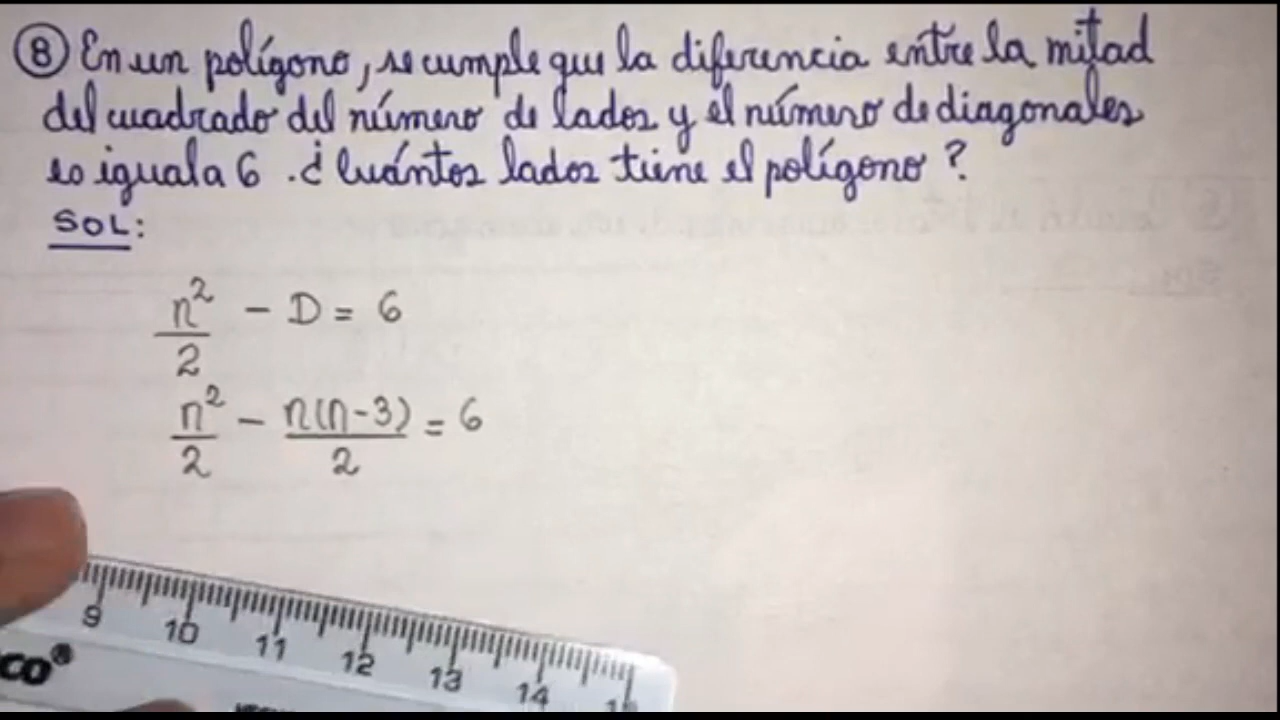 8 En un polígono, se cumple que la diferencia entre la mitad
del cuadrado del número de lados y el número de diagonales
es igual a 6. ¿Cuántos lados tiene el polígono?
SOL:
n²/2 - D = 6
n²/2 - n(n-3)/2 = 6
9 10 11 12 13 14
co®